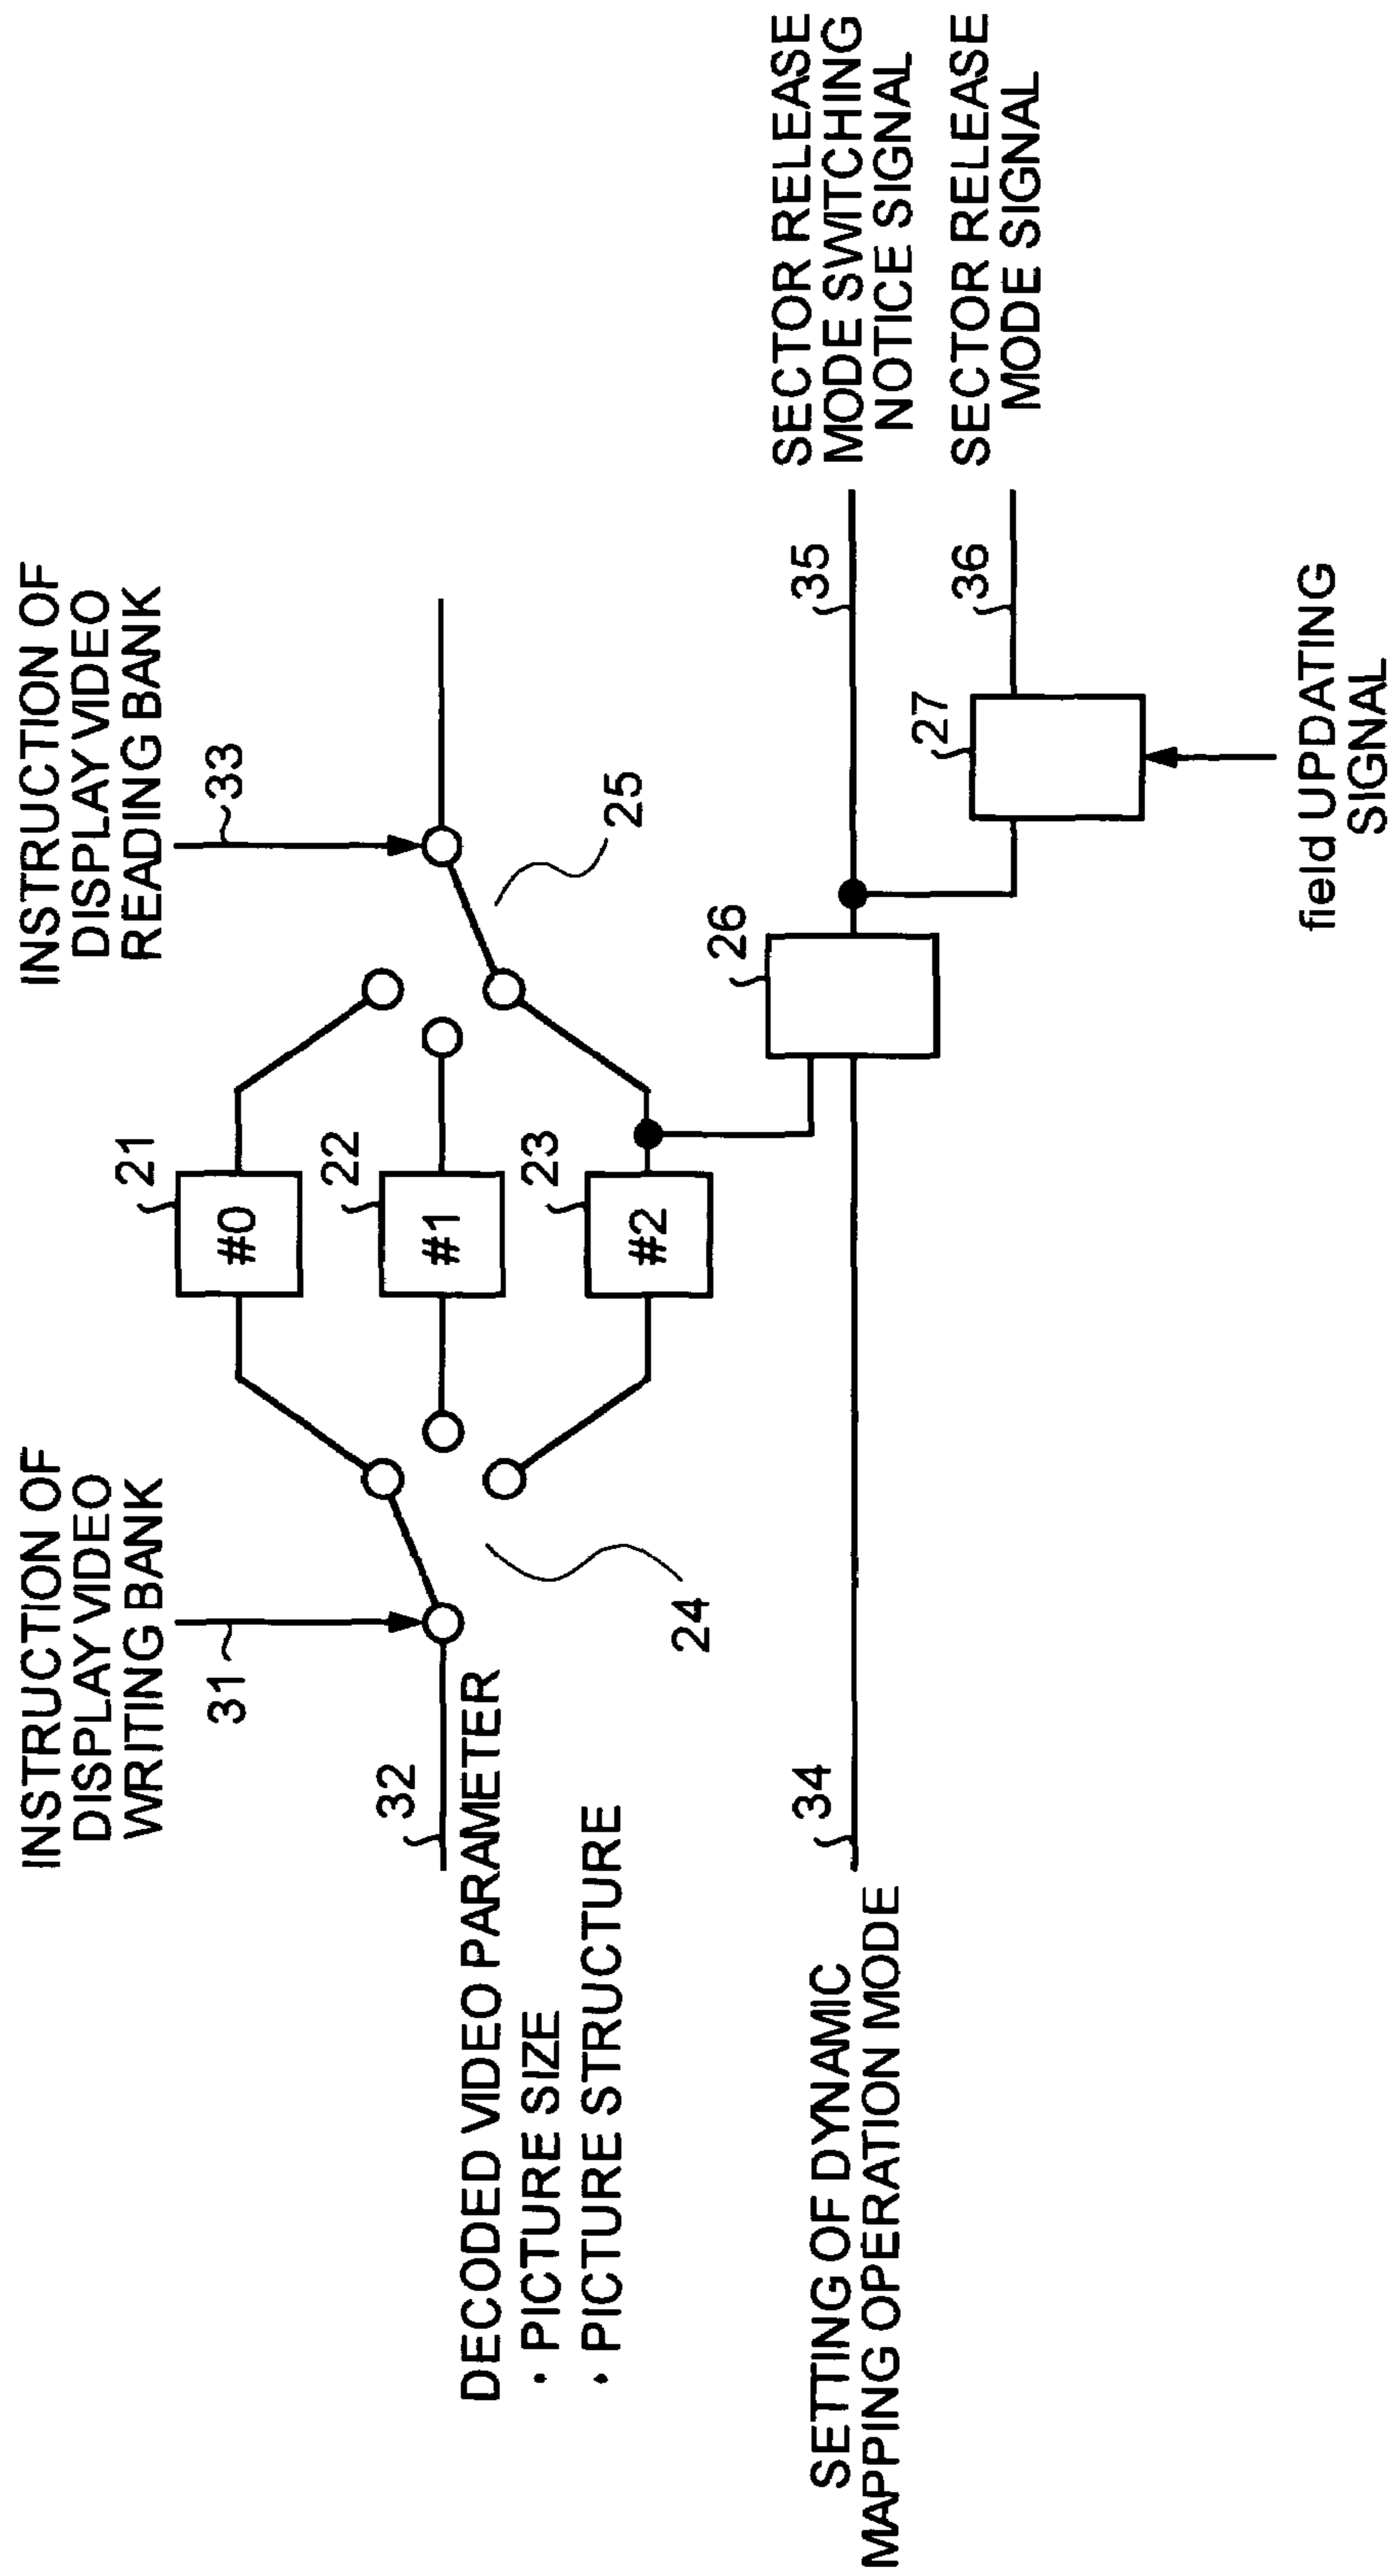 INSTRUCTION OF
DISPLAY VIDEO
WRITING BANK
31
INSTRUCTION OF
DISPLAY VIDEO
READING BANK
33
32
DECODED VIDEO PARAMETER
· PICTURE SIZE
· PICTURE STRUCTURE
24
21
#0
22
#1
23
#2
25
SETTING OF DYNAMIC
MAPPING OPERATION MODE
34
26
35
SECTOR RELEASE
MODE SWITCHING
NOTICE SIGNAL
27
36
SECTOR RELEASE
MODE SIGNAL
field UPDATING
SIGNAL